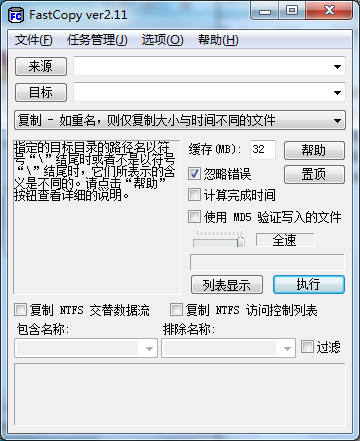 FastCopy ver2.11
文件(F) 任务管理(J) 选项(O) 帮助(H)
来源
目标
复制 - 如重名，则仅复制大小与时间不同的文件
指定的目标目录的路径名以符
号“\”结尾时或者不是以符号
“\”结尾时，它们所表示的含
义是不同的。请点击“帮助”
按钮查看详细的说明。
缓存(MB): 32 帮助
忽略错误 置顶
计算完成时间
使用 MD5 验证写入的文件
全速
列表显示 执行
复制 NTFS 交替数据流 复制 NTFS 访问控制列表
包含名称: 排除名称:
过滤